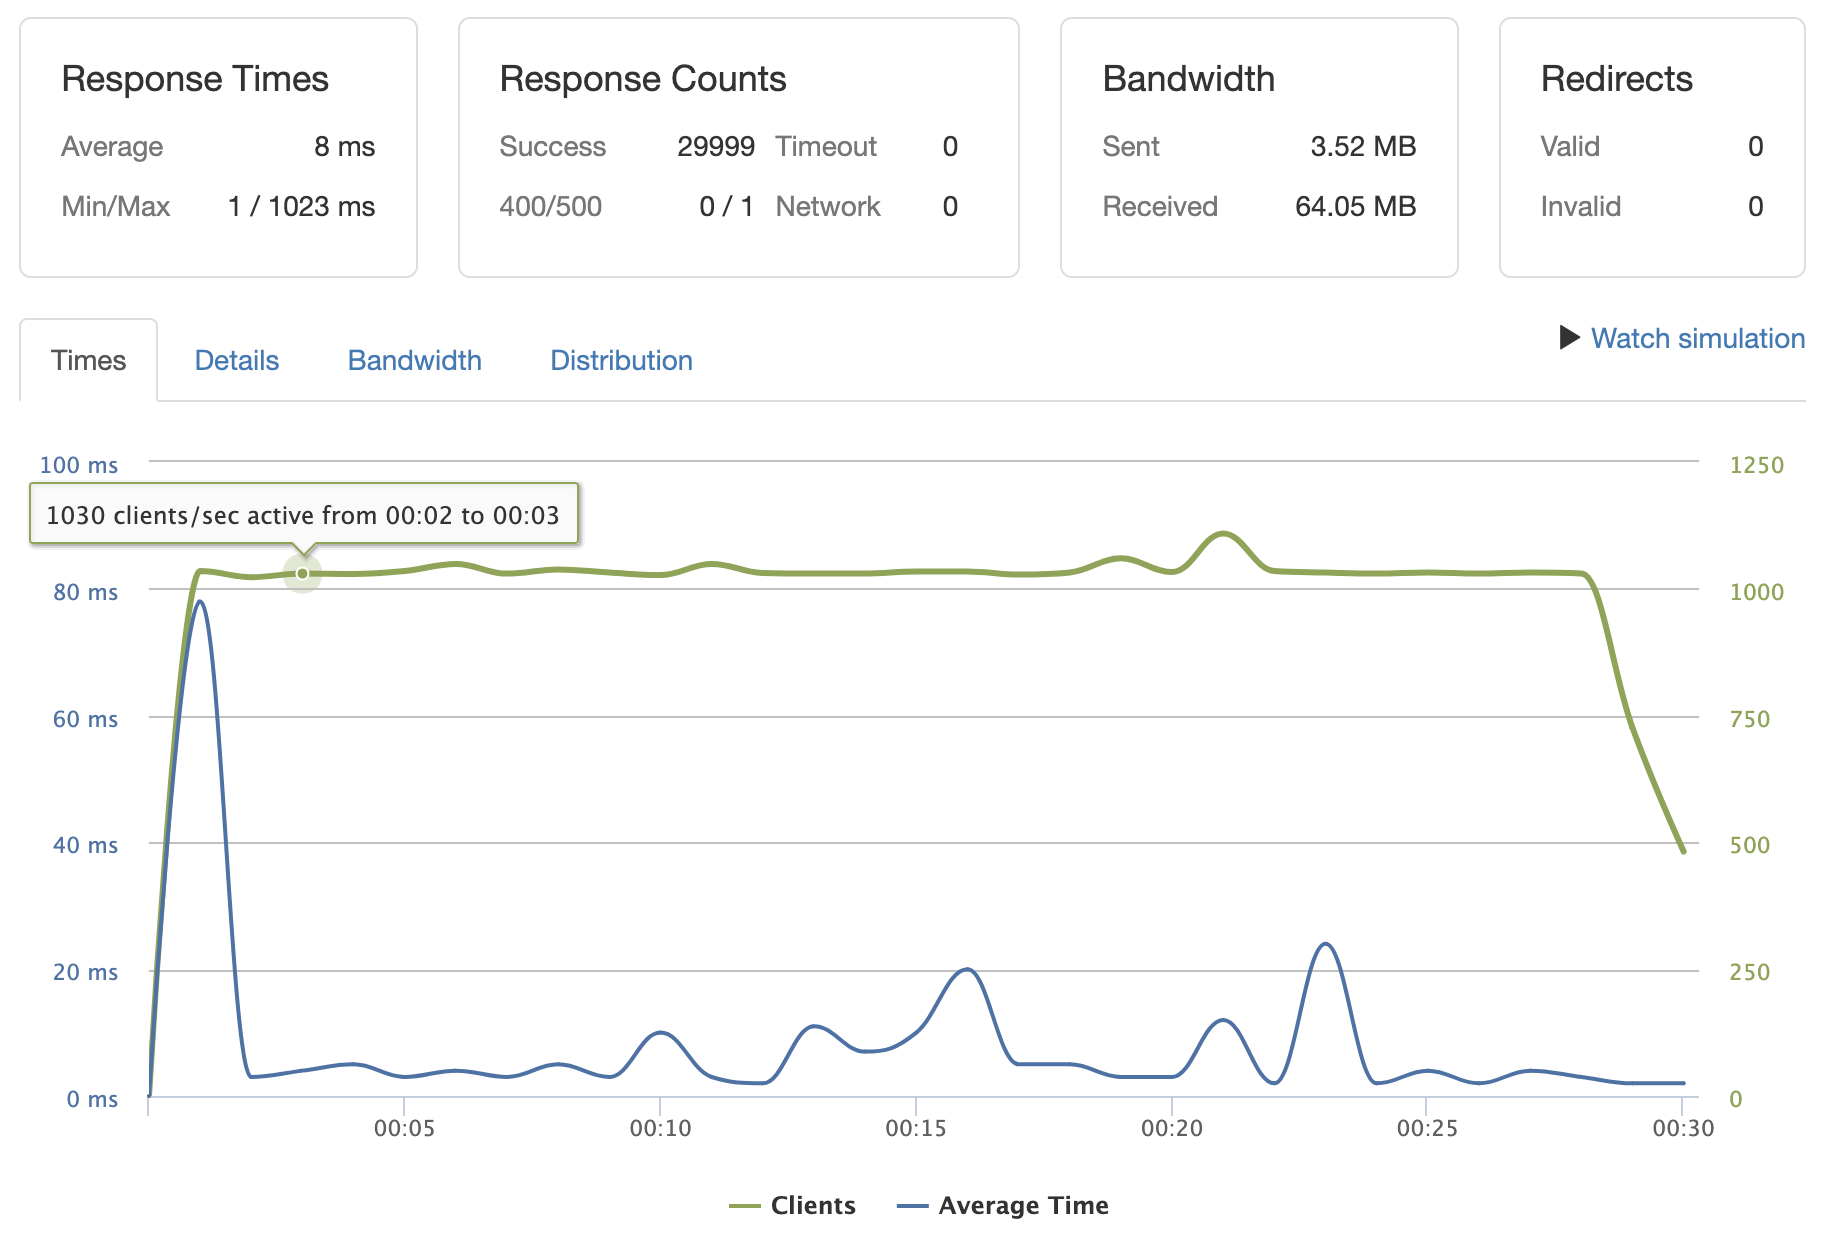 Response Times
Average 8 ms
Min/Max 1 / 1023 ms
Response Counts
Success 29999 Timeout 0
400/500 0 / 1 Network 0
Bandwidth
Sent 3.52 MB
Received 64.05 MB
Redirects
Valid 0
Invalid 0
Times Details Bandwidth Distribution
Watch simulation
100 ms
80 ms
60 ms
40 ms
20 ms
0 ms
1030 clients/sec active from 00:02 to 00:03
1250
1000
750
500
250
0
00:05 00:10 00:15 00:20 00:25 00:30
Clients Average Time